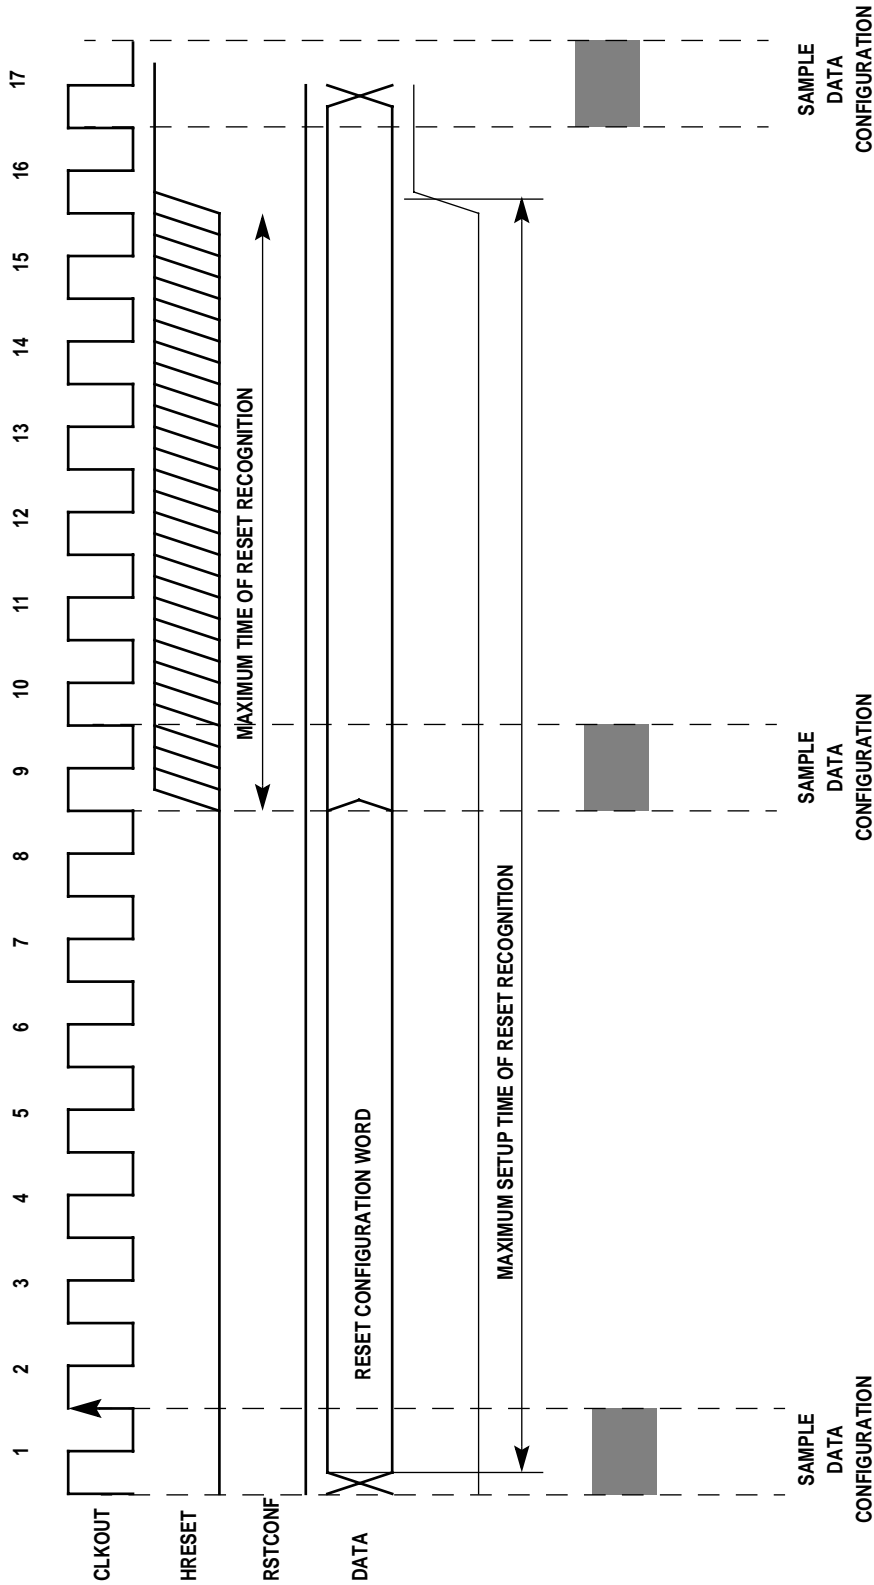 1 2 3 4 5 6 7 8 9 10 11 12 13 14 15 16 17
CLKOUT
HRESET
MAXIMUM TIME OF RESET RECOGNITION
RSTCONF
DATA
RESET CONFIGURATION WORD
MAXIMUM SETUP TIME OF RESET RECOGNITION
SAMPLE
DATA
CONFIGURATION
SAMPLE
DATA
CONFIGURATION
SAMPLE
DATA
CONFIGURATION